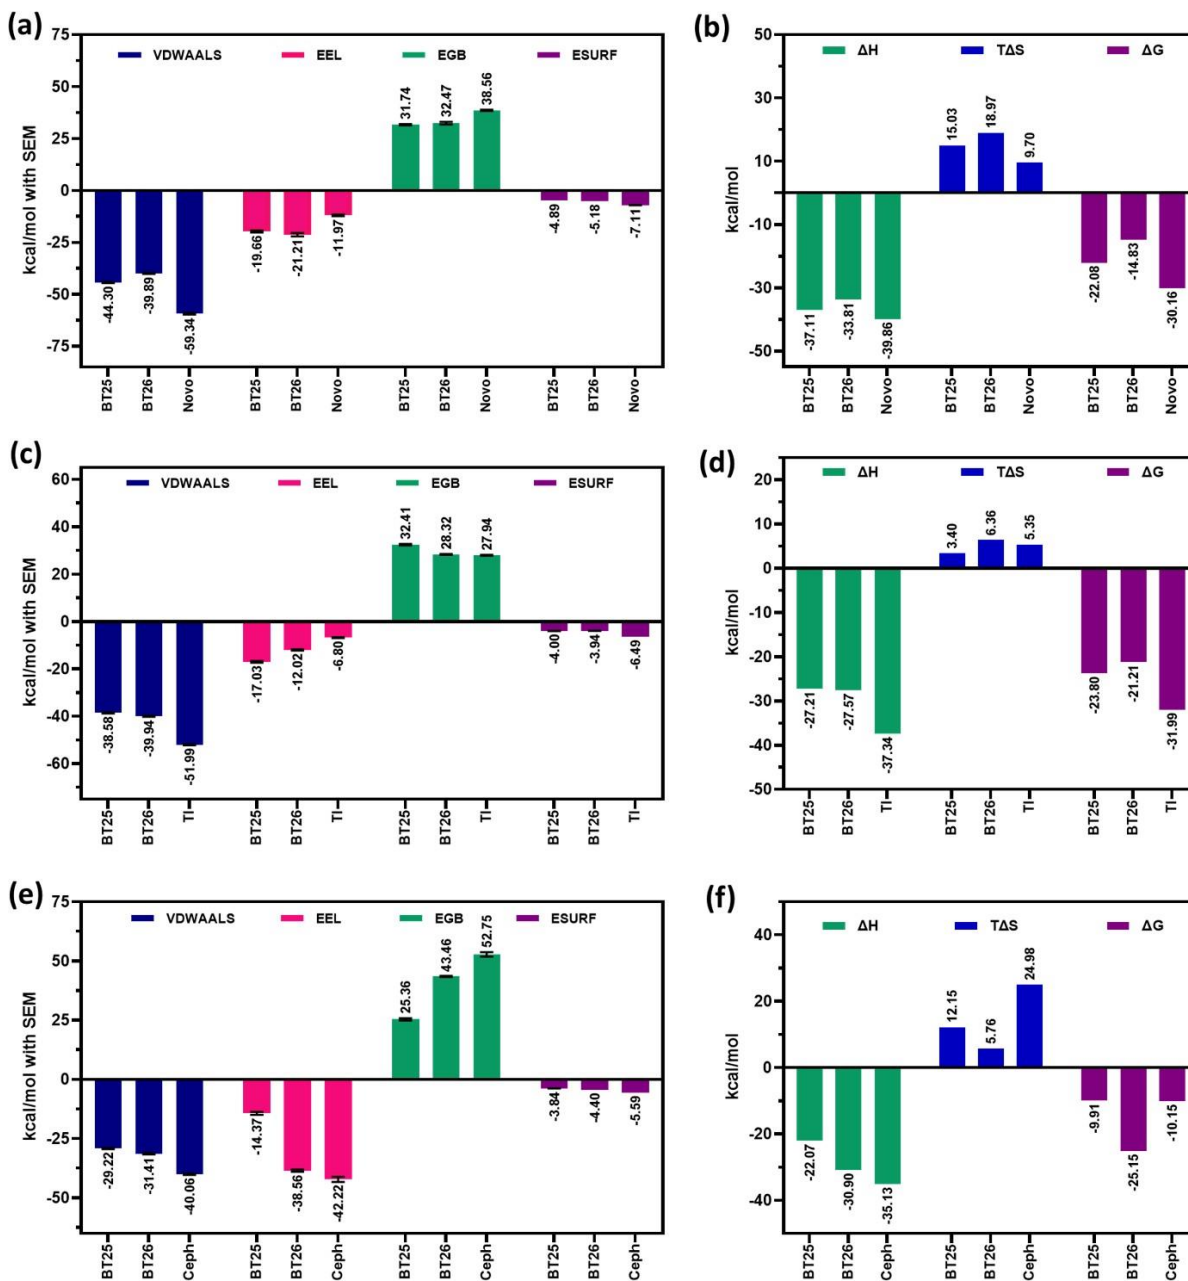 (a)
kcal/mol with SEM
VDWAALS EEL EGB ESURF
75
50
25
0
-25
-50
-75
-44.30 -39.89 -59.34
-19.66 -21.21 -11.97
31.74 32.47 38.56
-4.89 -5.18 -7.11
BT25 BT26 Novo BT25 BT26 Novo BT25 BT26 Novo BT25 BT26 Novo
(b)
kcal/mol
ΔH TΔS ΔG
50
30
10
-10
-30
-50
-37.11 -33.81 -39.86
15.03 18.97 9.70
-22.08 -14.83 -30.16
BT25 BT26 Novo BT25 BT26 Novo BT25 BT26 Novo
(c)
kcal/mol with SEM
VDWAALS EEL EGB ESURF
60
40
20
0
-20
-40
-60
-38.58 -39.94 -51.99
-17.03 -12.02 -6.80
32.41 28.32 27.94
-4.00 -3.94 -6.49
BT25 BT26 TI BT25 BT26 TI BT25 BT26 TI BT25 BT26 TI
(d)
kcal/mol
ΔH TΔS ΔG
20
10
0
-10
-20
-30
-40
-50
-27.21 -27.57 -37.34
3.40 6.36 5.35
-23.80 -21.21 -31.99
BT25 BT26 TI BT25 BT26 TI BT25 BT26 TI
(e)
kcal/mol with SEM
VDWAALS EEL EGB ESURF
75
50
25
0
-25
-50
-29.22 -31.41 -40.06
-14.37 -38.56 -42.22
25.36 43.46 52.75
-3.84 -4.40 -5.59
BT25 BT26 Ceph BT25 BT26 Ceph BT25 BT26 Ceph BT25 BT26 Ceph
(f)
kcal/mol
ΔH TΔS ΔG
40
20
0
-20
-40
-22.07 -30.90 -35.13
12.15 5.76 24.98
-9.91 -25.15 -10.15
BT25 BT26 Ceph BT25 BT26 Ceph BT25 BT26 Ceph